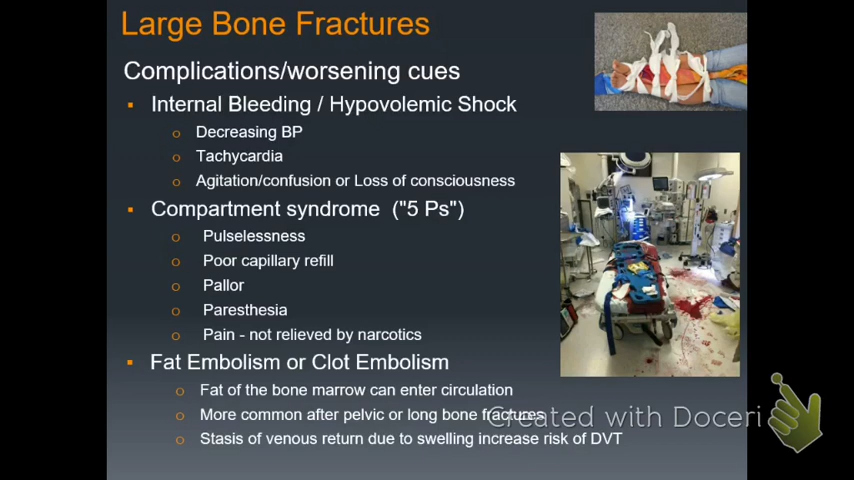 Large Bone Fractures
Complications/worsening cues
▪ Internal Bleeding / Hypovolemic Shock
o Decreasing BP
o Tachycardia
o Agitation/confusion or Loss of consciousness
▪ Compartment syndrome ("5 Ps")
o Pulselessness
o Poor capillary refill
o Pallor
o Paresthesia
o Pain - not relieved by narcotics
▪ Fat Embolism or Clot Embolism
o Fat of the bone marrow can enter circulation
o More common after pelvic or long bone fractures
Created with Doceri
o Stasis of venous return due to swelling increase risk of DVT